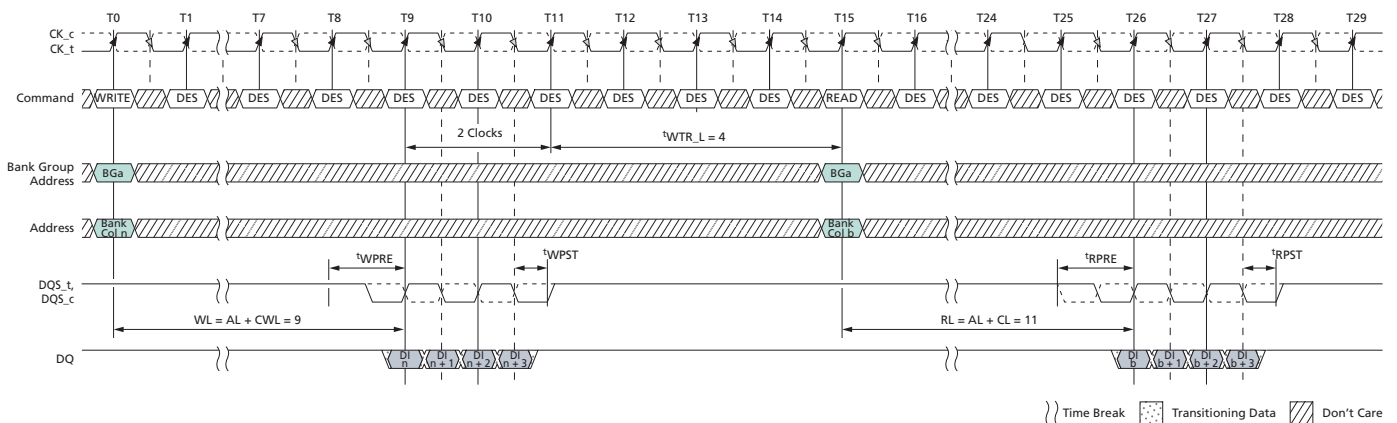 T0 T1 T7 T8 T9 T10 T11 T12 T13 T14 T15 T16 T24 T25 T26 T27 T28 T29
CK_c
CK_t
Command WRITE DES DES DES DES DES DES DES DES DES READ DES DES DES DES DES DES DES
2 Clocks tWTR_L = 4
Bank Group
Address
BGa BGa
Address
Bank
Col n
Bank
Col b
tWPRE tWPST tRPRE tRPST
DQS_t,
DQS_c
WL = AL + CWL = 9 RL = AL + CL = 11
DQ
DI
n
DI
n + 1
DI
n + 2
DI
n + 3
DI
b
DI
b + 1
DI
b + 2
DI
b + 3
Time Break Transitioning Data Don't Care